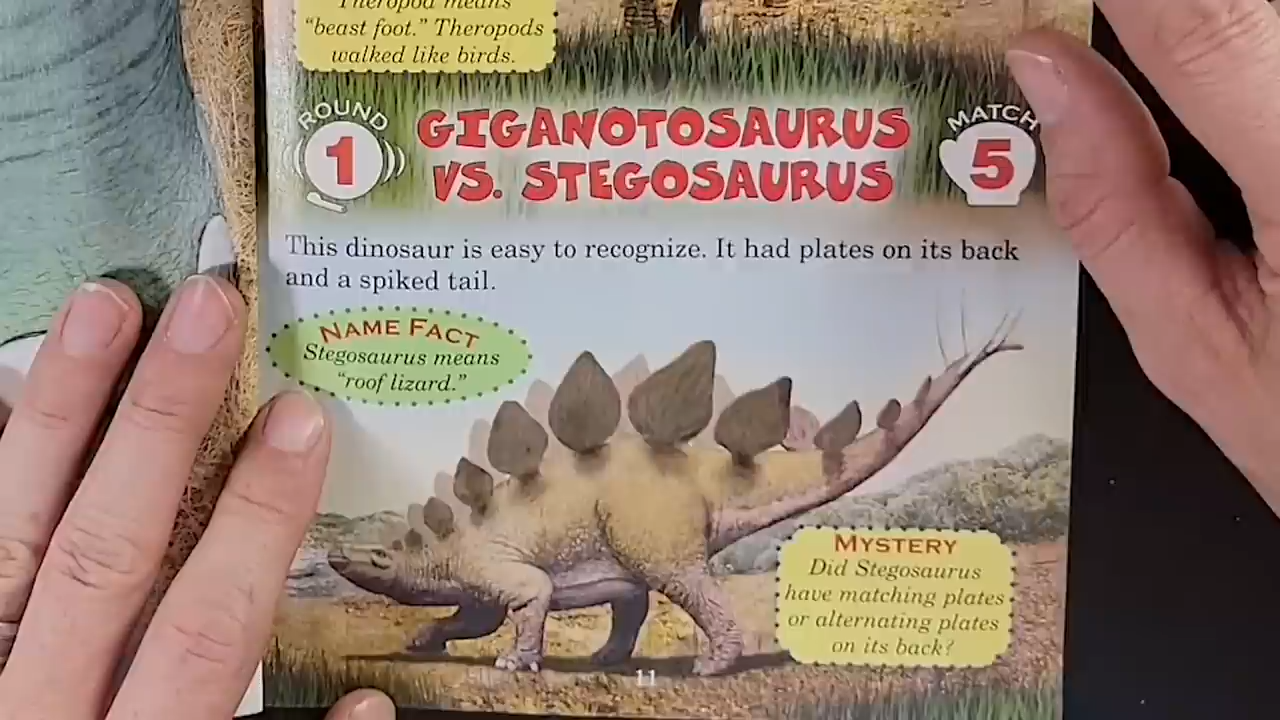 Theropod means
"beast foot." Theropods
walked like birds.
ROUND
1
GIGANOTOSAURUS
VS. STEGOSAURUS
MATCH
5
This dinosaur is easy to recognize. It had plates on its back
and a spiked tail.
NAME FACT
Stegosaurus means
"roof lizard."
MYSTERY
Did Stegosaurus
have matching plates
or alternating plates
on its back?
11